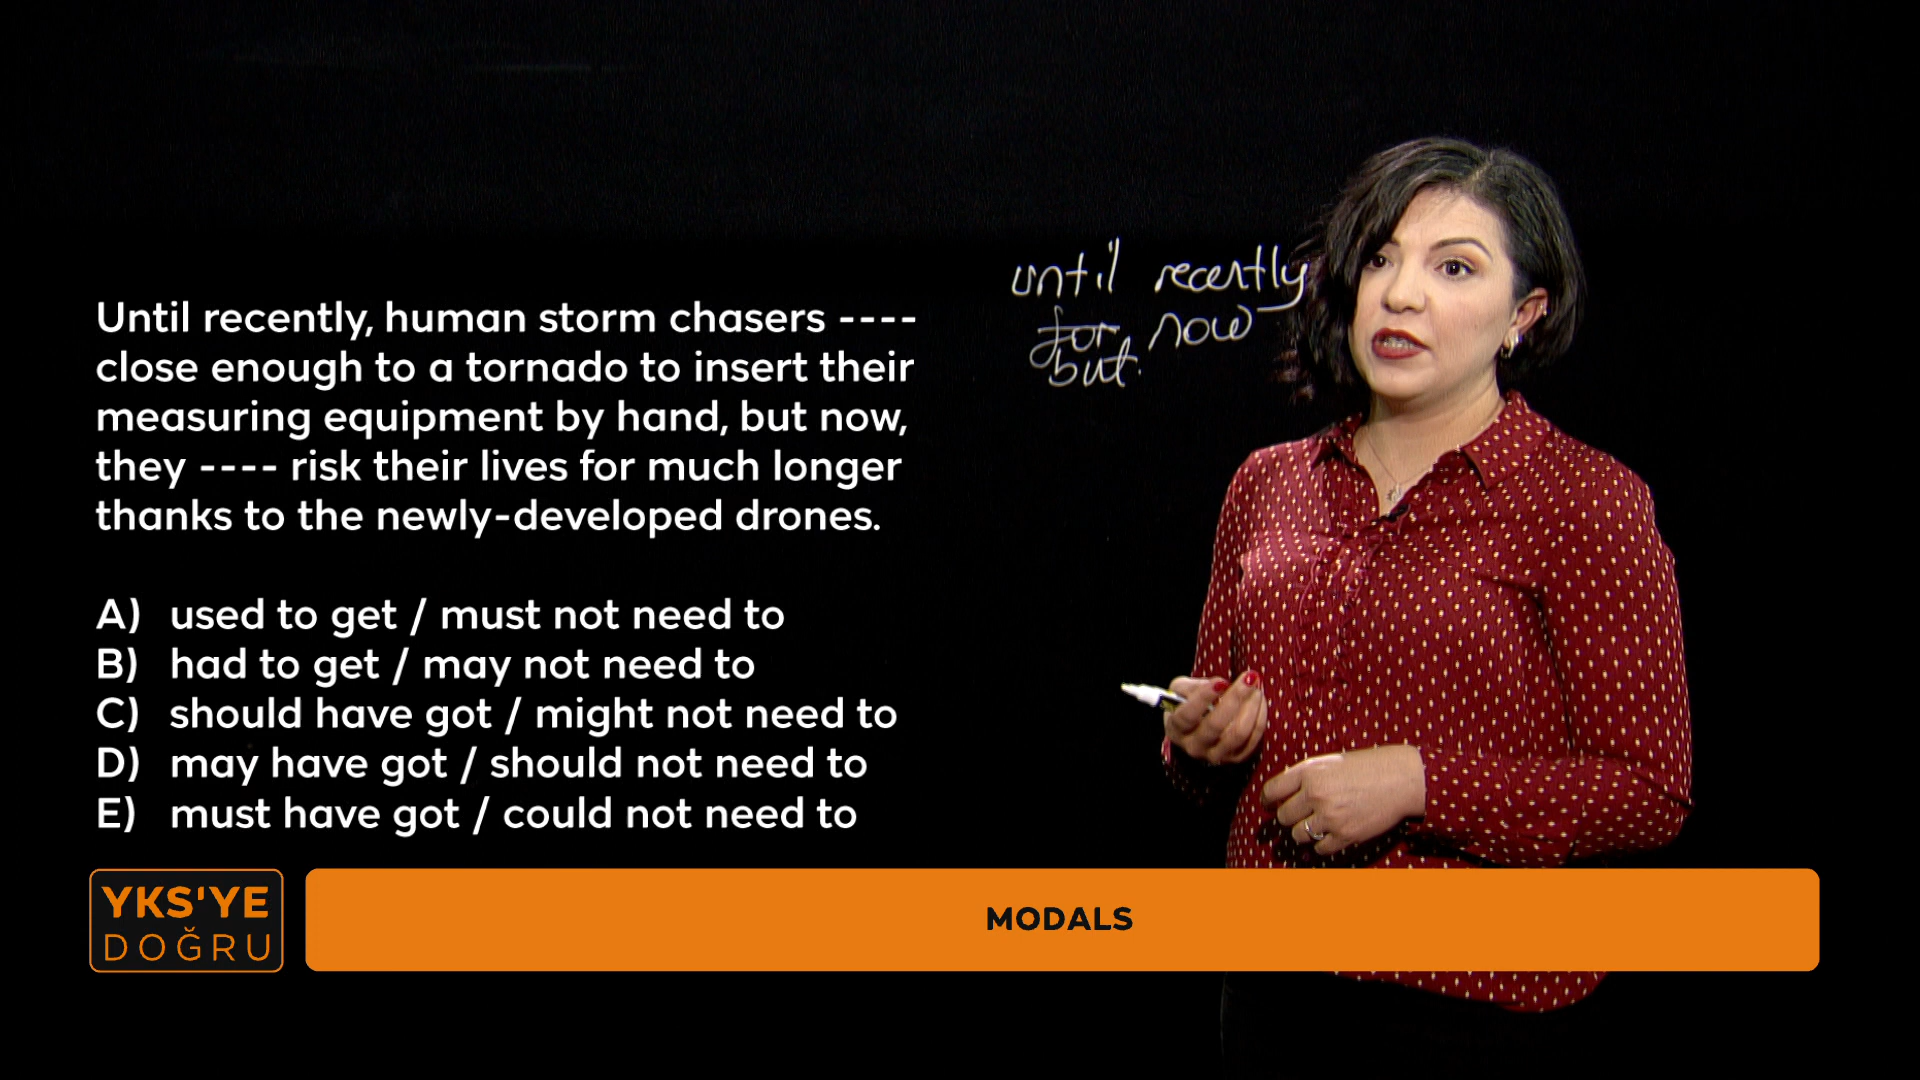 until recently
for now
but.
Until recently, human storm chasers ----
close enough to a tornado to insert their
measuring equipment by hand, but now,
they ---- risk their lives for much longer
thanks to the newly-developed drones.
A) used to get / must not need to
B) had to get / may not need to
C) should have got / might not need to
D) may have got / should not need to
E) must have got / could not need to
YKS'YE
DOĞRU
MODALS